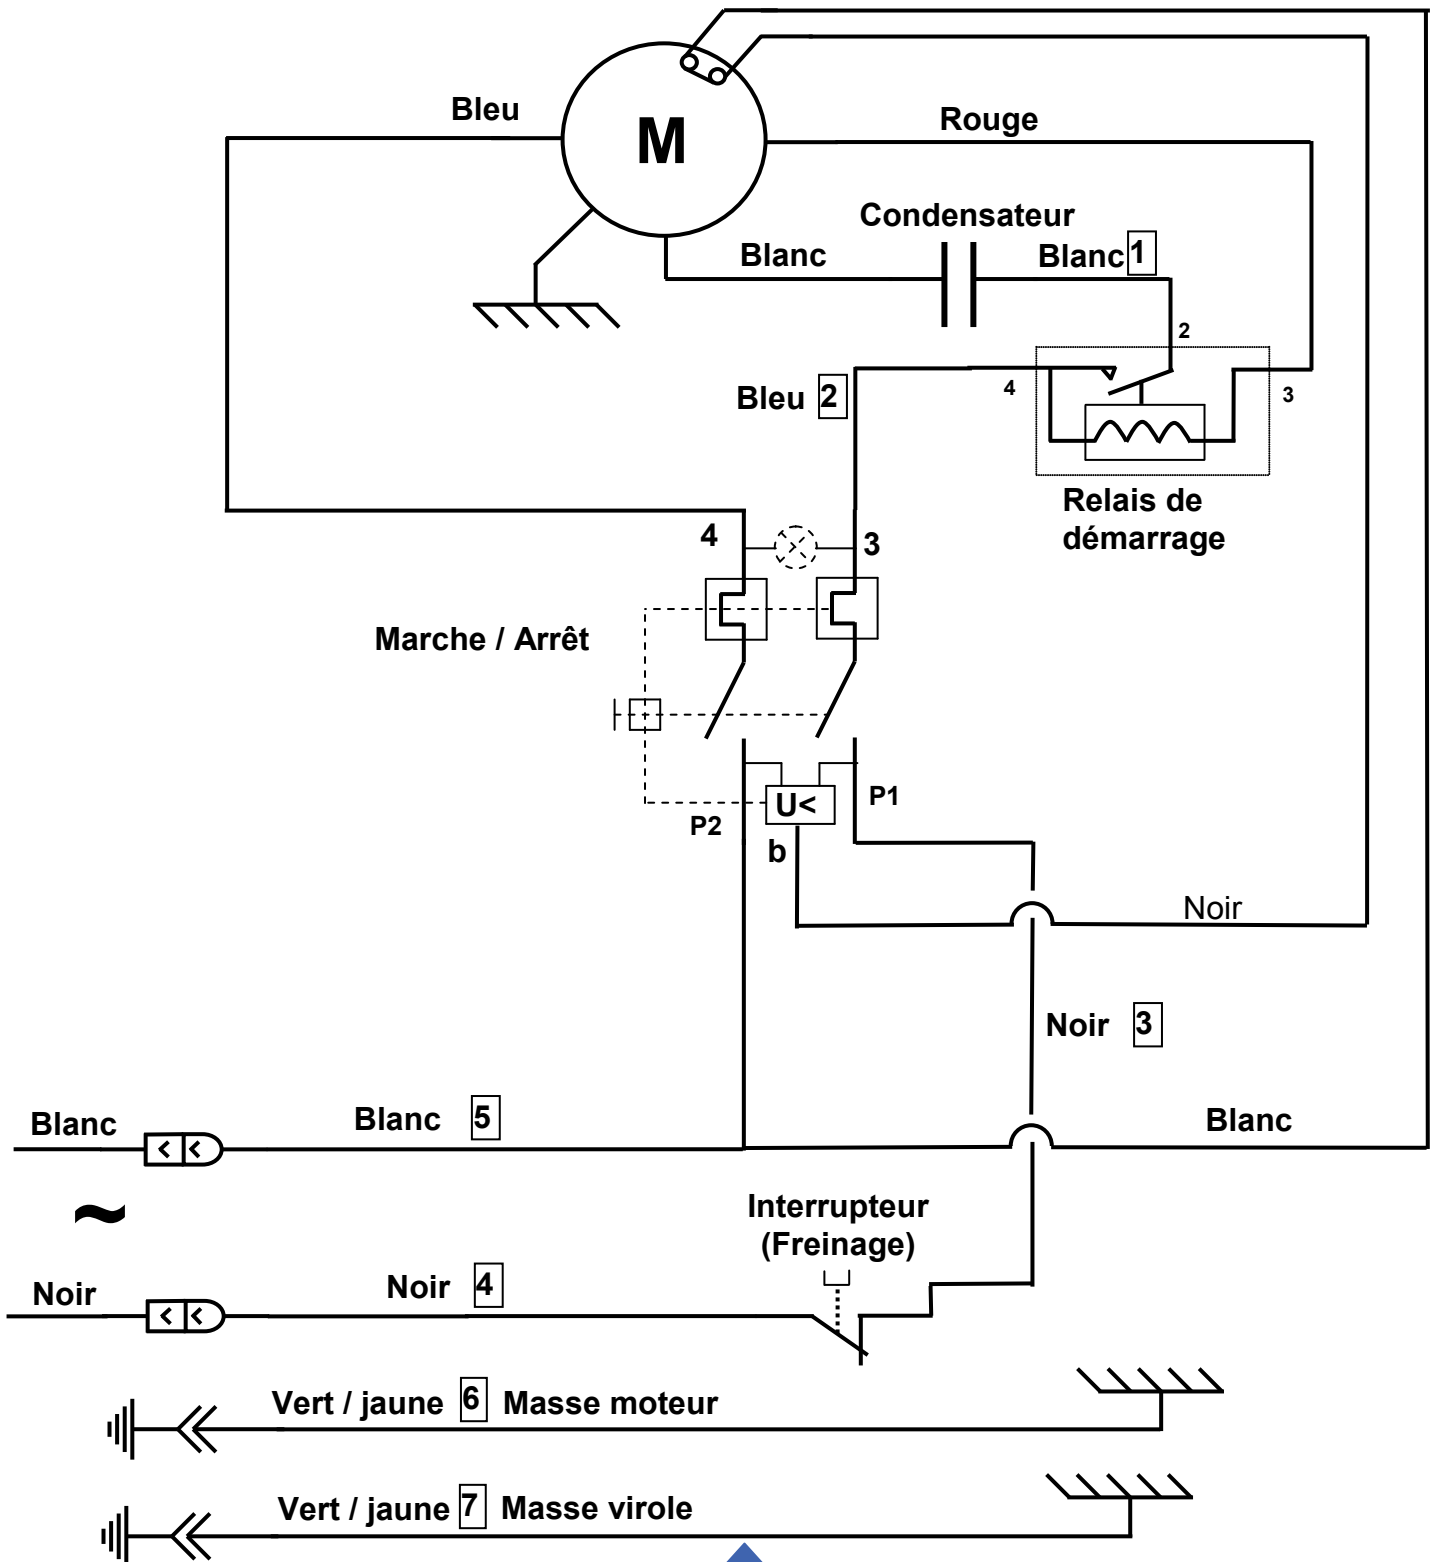 Bleu
M
Rouge
Condensateur
Blanc
Blanc 1
2
Bleu 2
4
3
Relais de
démarrage
4
3
Marche / Arrêt
U<
P1
P2
b
Noir
Noir 3
Blanc
Blanc 5
Blanc
~
Interrupteur
(Freinage)
Noir
Noir 4
Vert / jaune 6 Masse moteur
Vert / jaune 7 Masse virole